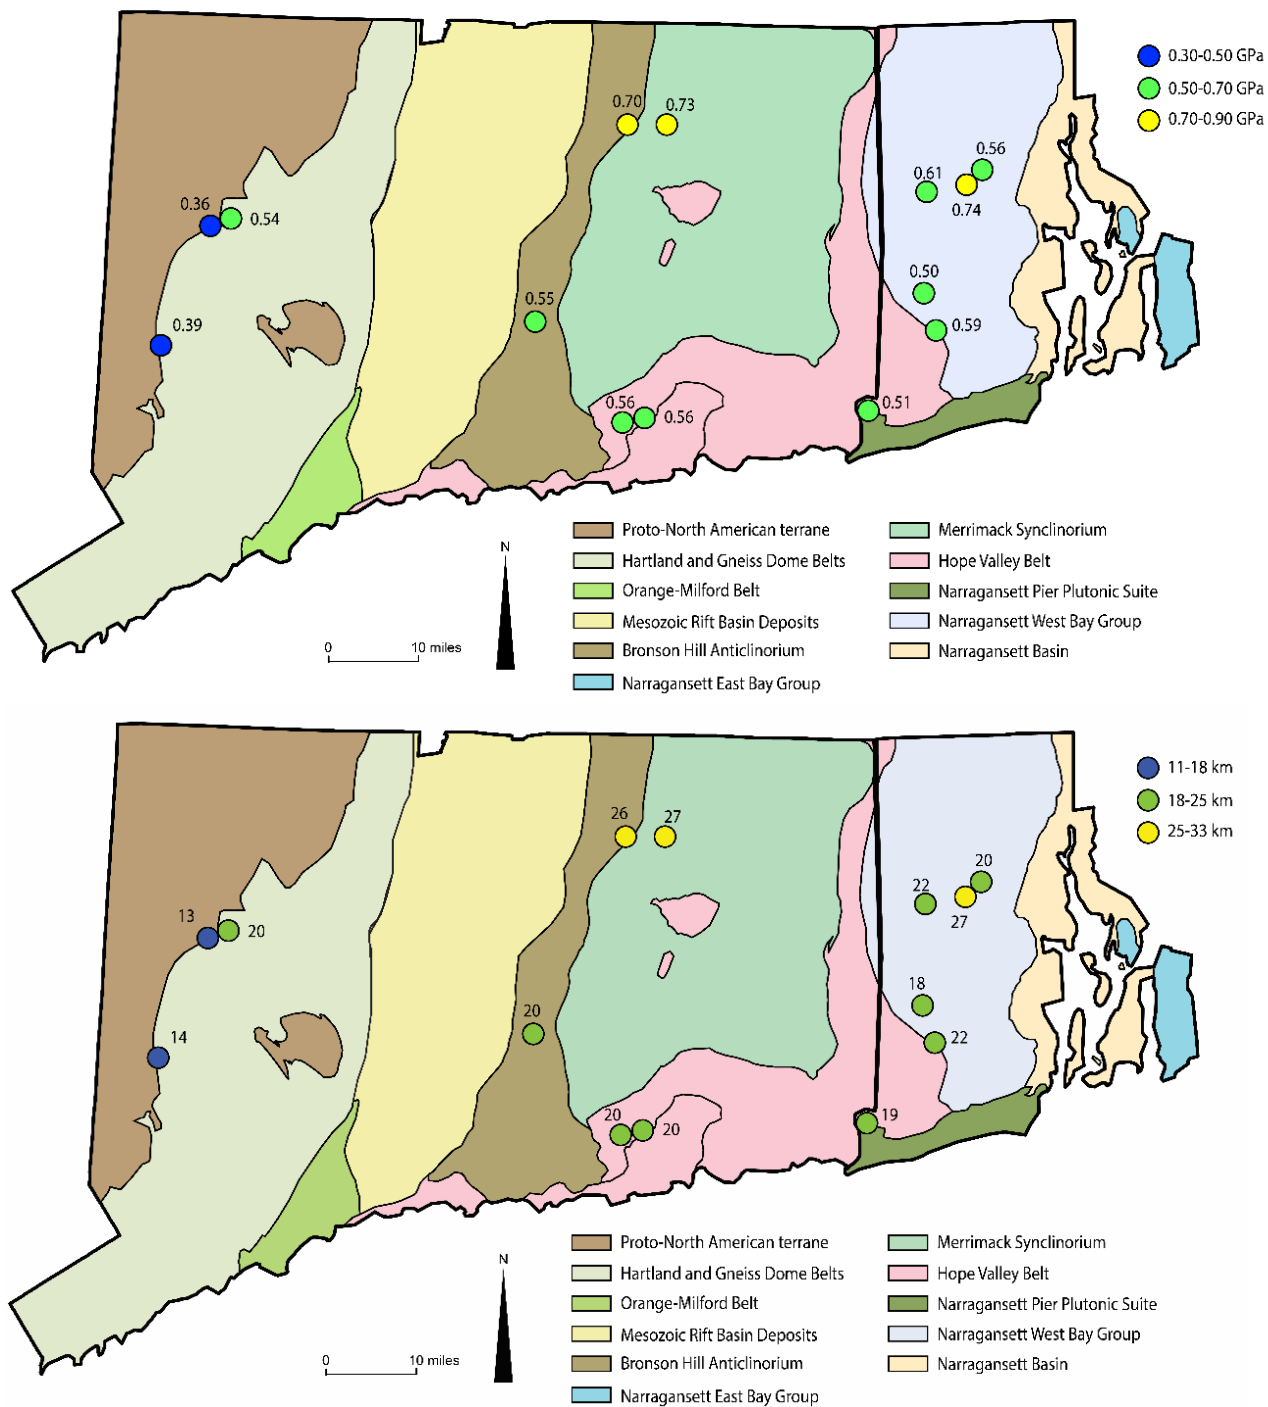 0.30-0.50 GPa
0.50-0.70 GPa
0.70-0.90 GPa
0.70
0.73
0.56
0.61
0.74
0.36
0.54
0.50
0.55
0.39
0.59
0.56
0.56
0.51
Proto-North American terrane
Hartland and Gneiss Dome Belts
Orange-Milford Belt
Mesozoic Rift Basin Deposits
Bronson Hill Anticlinorium
Narragansett East Bay Group
Merrimack Synclinorium
Hope Valley Belt
Narragansett Pier Plutonic Suite
Narragansett West Bay Group
Narragansett Basin
N
0 10 miles
11-18 km
18-25 km
25-33 km
26
27
20
22
27
13
20
18
20
14
22
20
20
19
Proto-North American terrane
Hartland and Gneiss Dome Belts
Orange-Milford Belt
Mesozoic Rift Basin Deposits
Bronson Hill Anticlinorium
Narragansett East Bay Group
Merrimack Synclinorium
Hope Valley Belt
Narragansett Pier Plutonic Suite
Narragansett West Bay Group
Narragansett Basin
N
0 10 miles